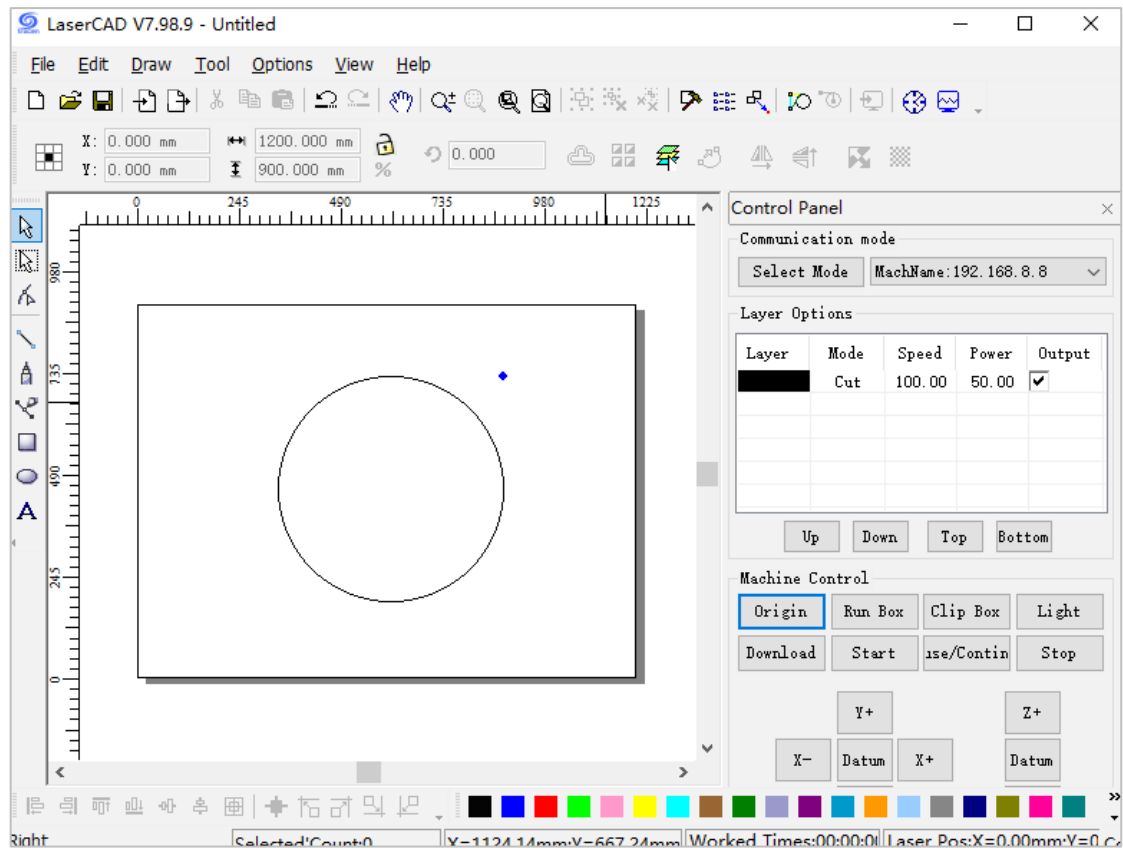 LaserCAD V7.98.9 - Untitled
File Edit Draw Tool Options View Help
X: 0.000 mm 1200.000 mm
0.000
Y: 0.000 mm 900.000 mm %
0 245 490 735 980 1225
980
735
490
245
0
A
Control Panel
Communication mode
Select Mode MachName:192.168.8.8
Layer Options
Layer Mode Speed Power Output
Cut 100.00 50.00
Up Down Top Bottom
Machine Control
Origin Run Box Clip Box Light
Download Start ase/Contin Stop
Y+ Z+
X- Datum X+ Datum
Right Selected'Count:0 X=1124.14mm;Y=667.24mm Worked Times:00:00:0 Laser Pos:X=0.00mm;Y=0